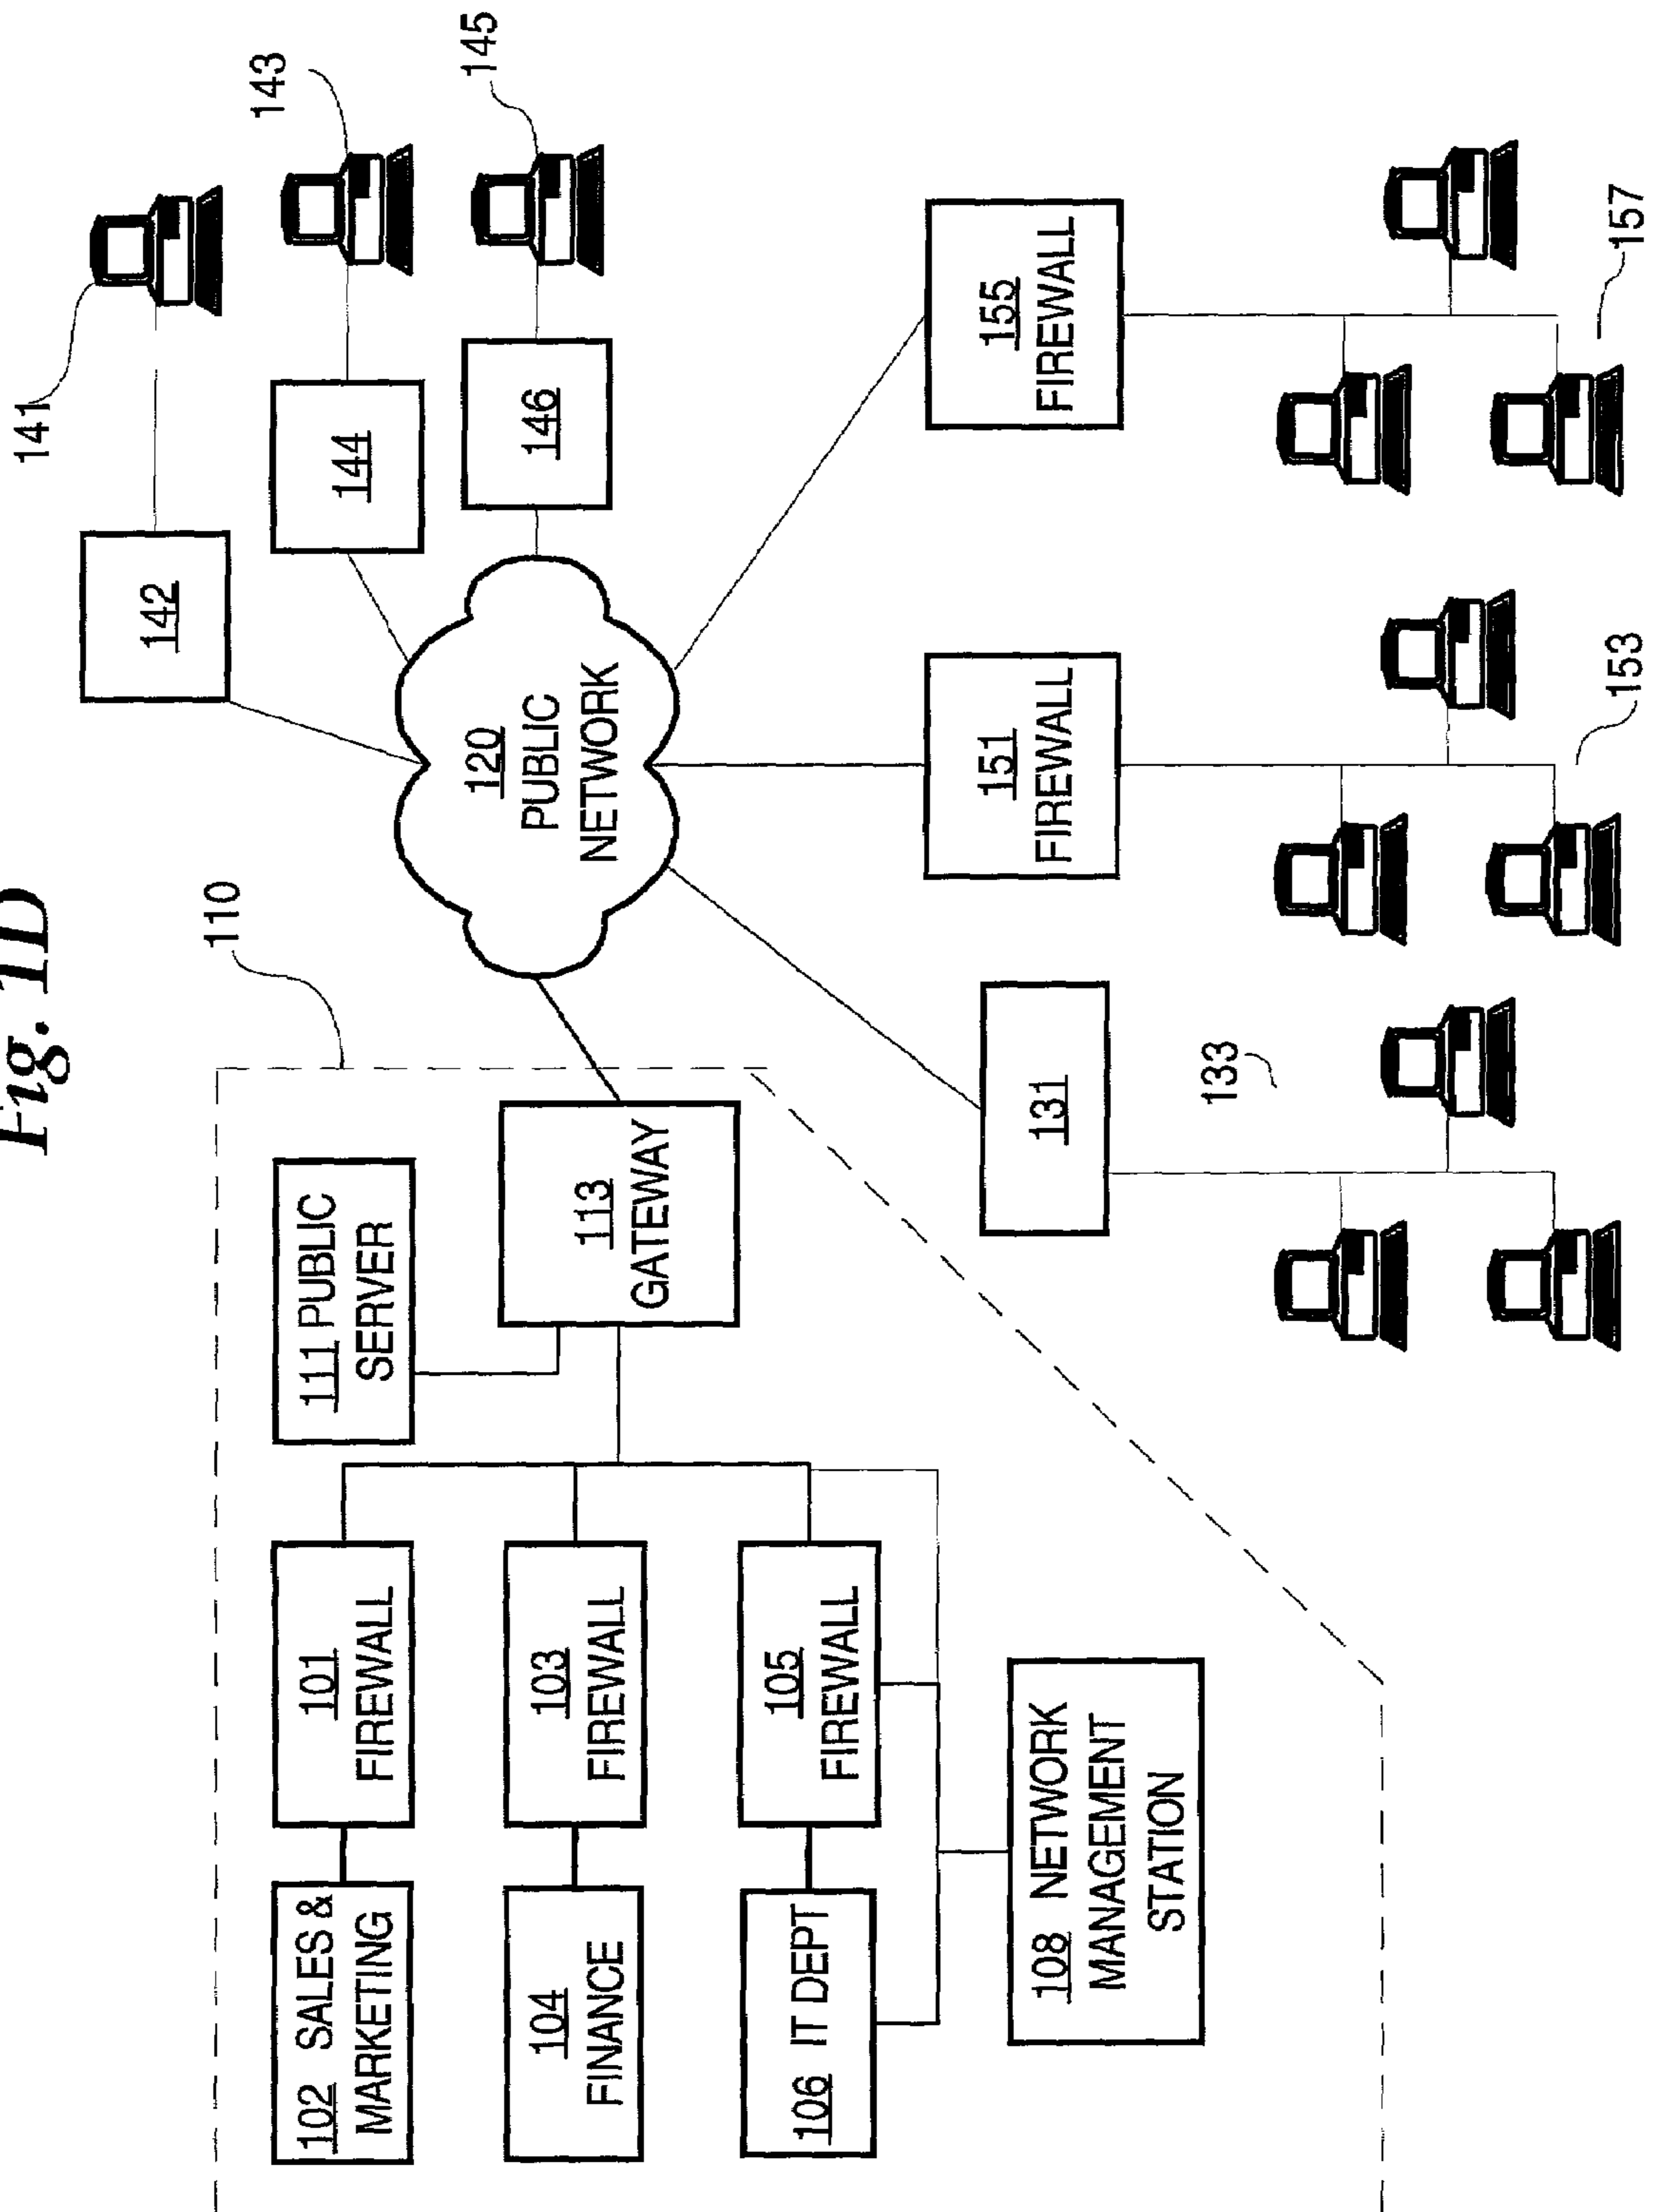 Fig. 1D
110
102 SALES &
MARKETING
101
FIREWALL
111 PUBLIC
SERVER
104
FINANCE
103
FIREWALL
113
GATEWAY
106 IT DEPT
105
FIREWALL
108 NETWORK
MANAGEMENT
STATION
120
PUBLIC
NETWORK
142
141
144
143
146
145
131
133
151
FIREWALL
153
155
FIREWALL
157